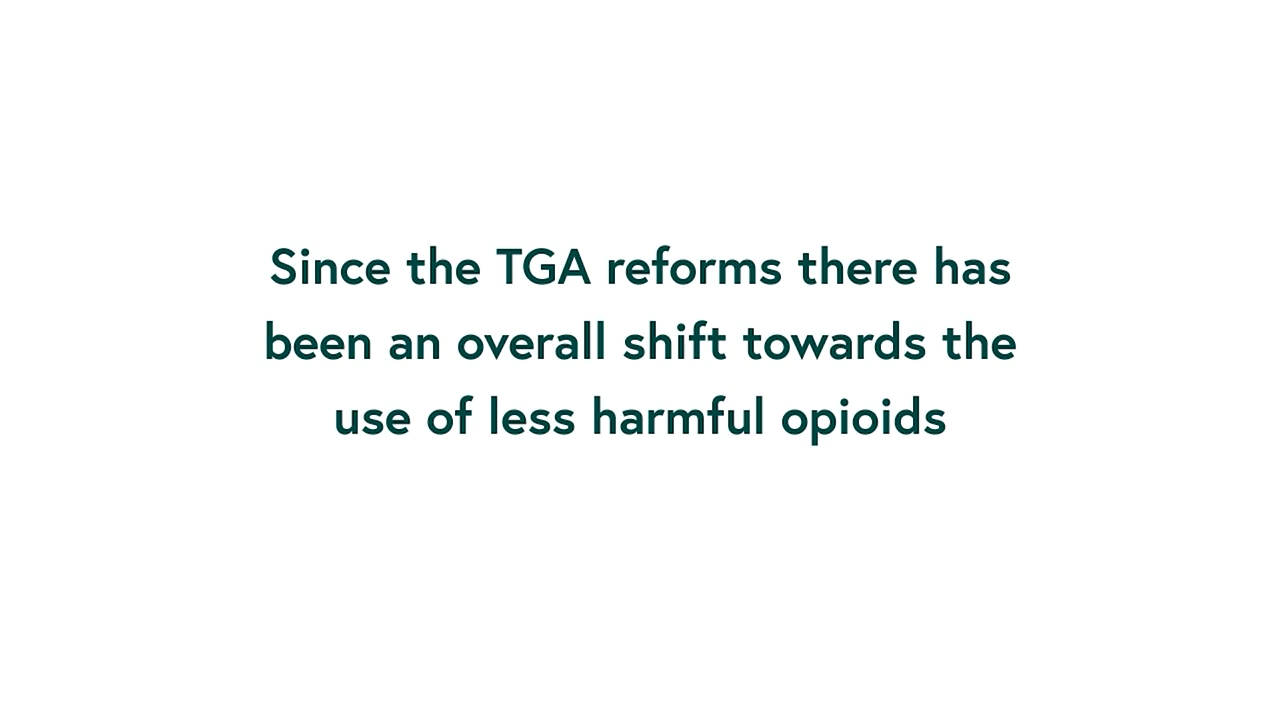 Since the TGA reforms there has
been an overall shift towards the
use of less harmful opioids